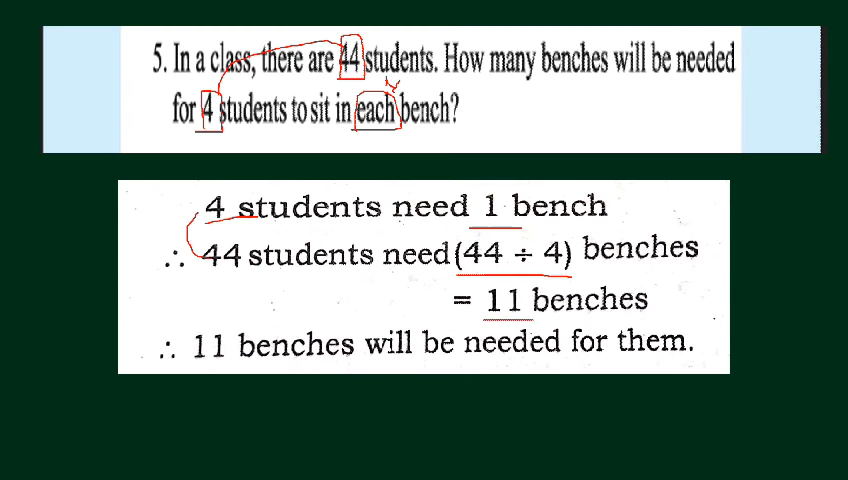 5. In a class, there are 44 students. How many benches will be needed
for 4 students to sit in each bench?
4 students need 1 bench
∴ 44 students need (44 ÷ 4) benches
= 11 benches
∴ 11 benches will be needed for them.